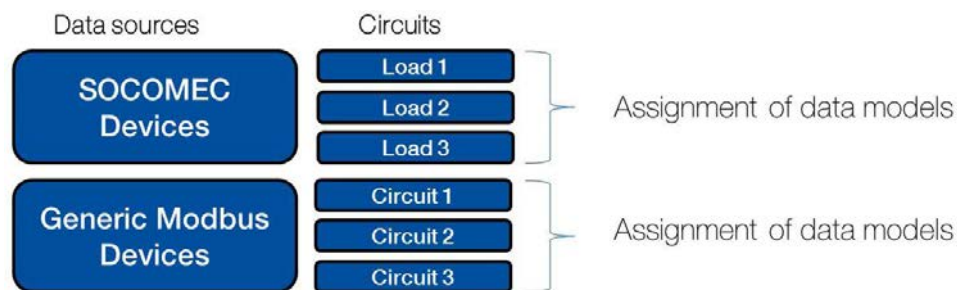 Data sources
Circuits
SOCOMEC
Devices
Load 1
Load 2
Load 3
Assignment of data models
Generic Modbus
Devices
Circuit 1
Circuit 2
Circuit 3
Assignment of data models